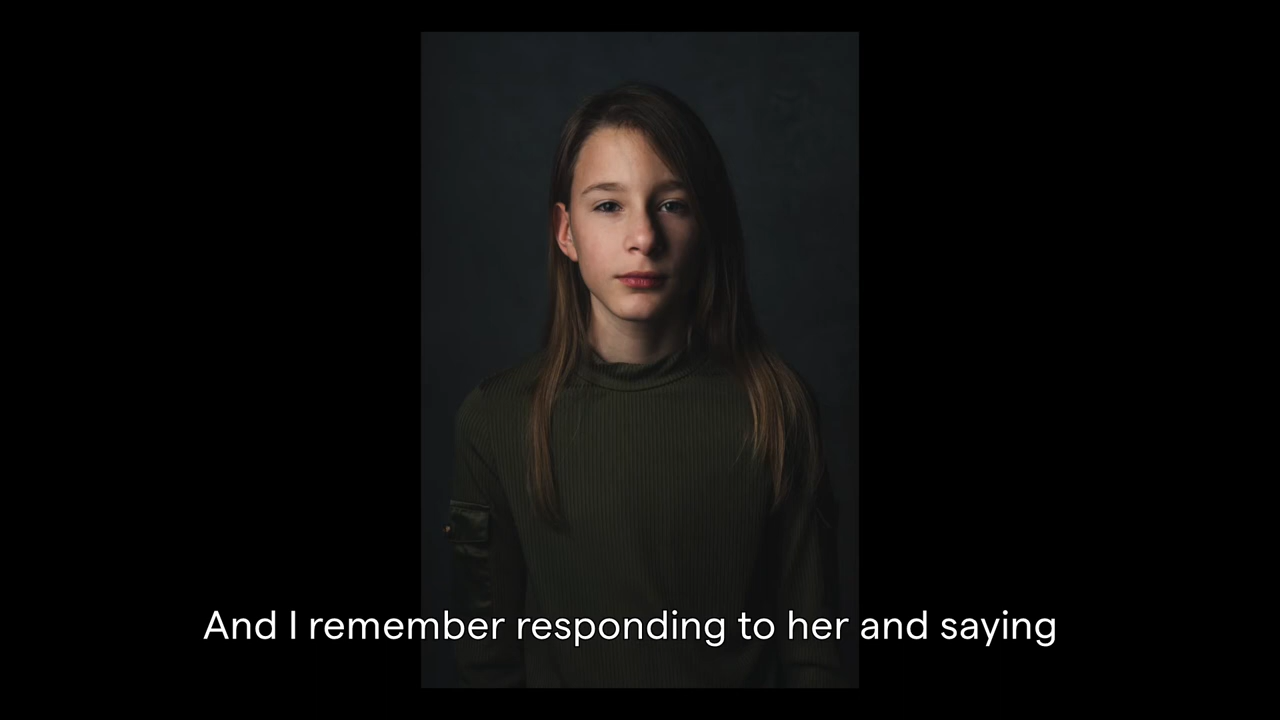 And I remember responding to her and saying